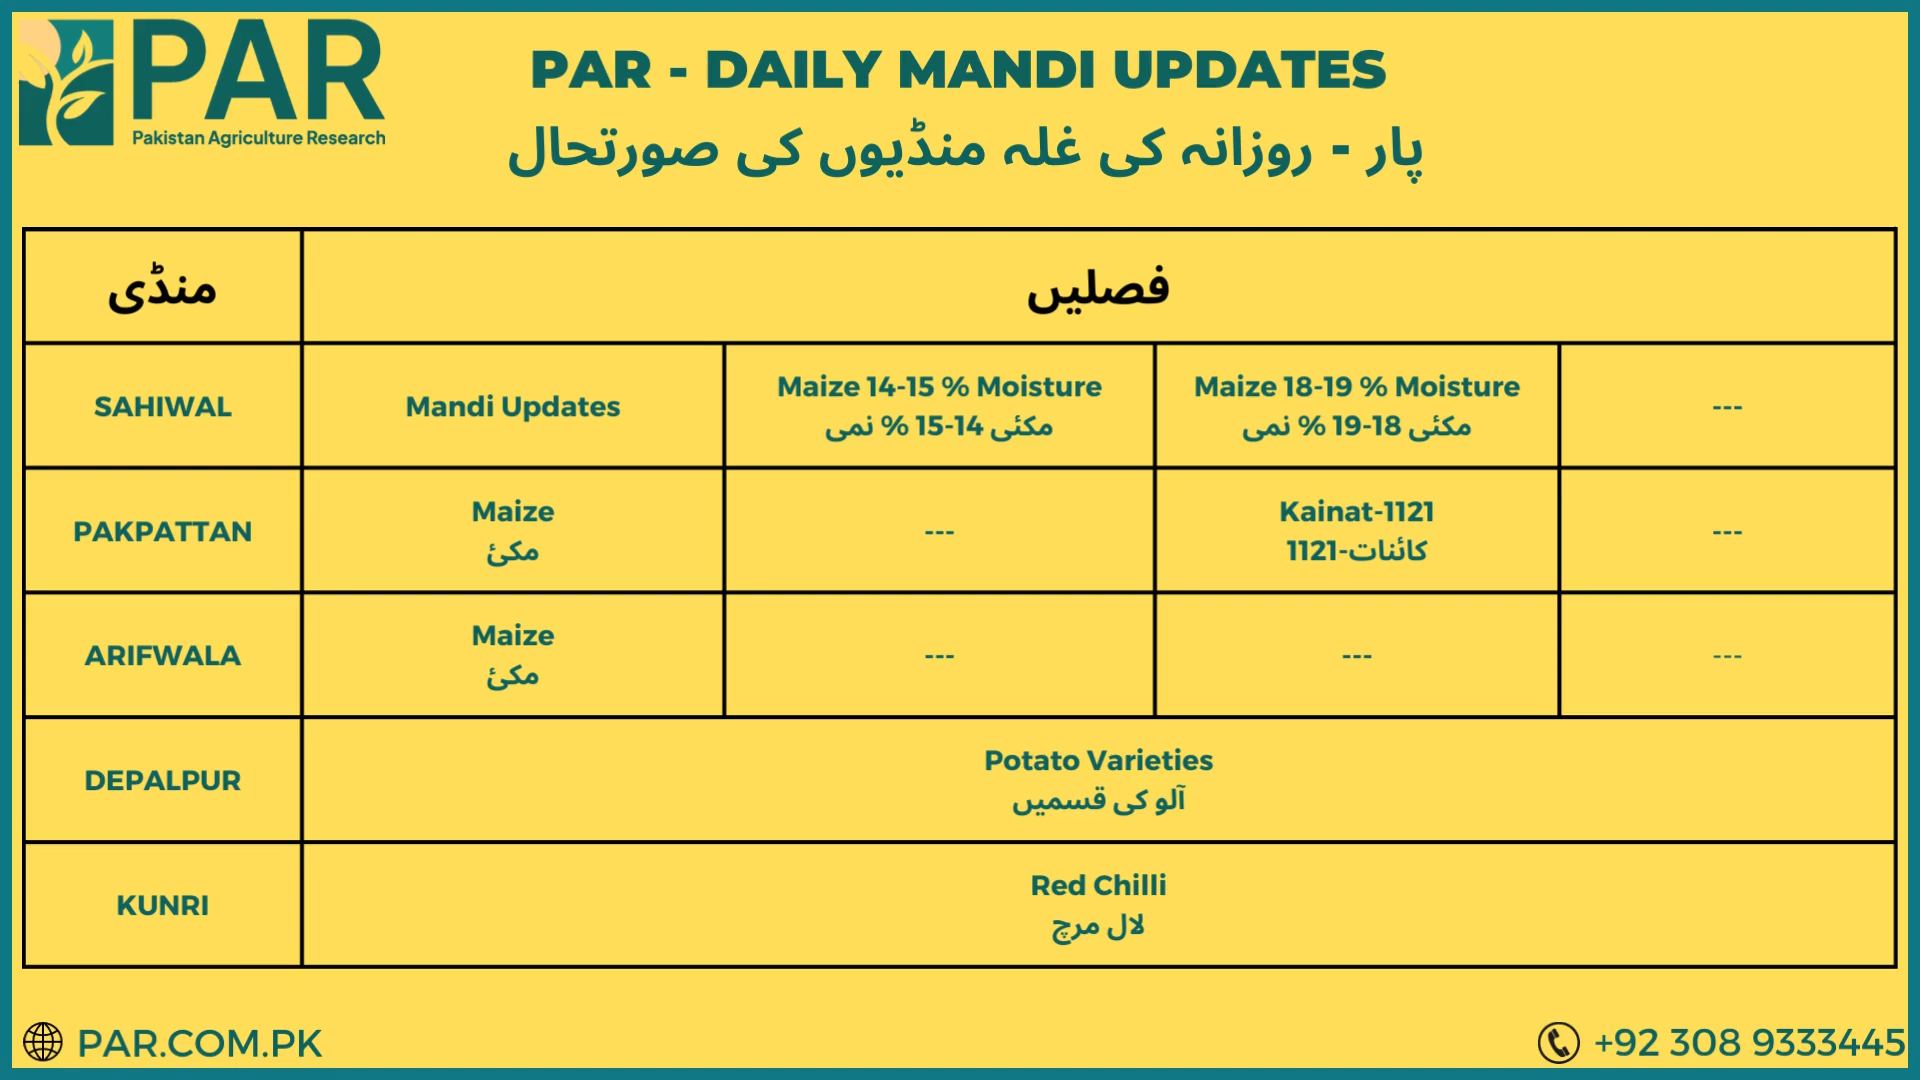 PAR
Pakistan Agriculture Research
PAR - DAILY MANDI UPDATES
پار - روزانہ کی غلہ منڈیوں کی صورتحال
منڈی
فصلیں
SAHIWAL
Mandi Updates
Maize 14-15 % Moisture
مکئی 14-15 % نمی
Maize 18-19 % Moisture
مکئی 18-19 % نمی
---
PAKPATTAN
Maize
مکئ
---
Kainat-1121
کائنات-1121
---
ARIFWALA
Maize
مکئ
---
---
---
DEPALPUR
Potato Varieties
آلو کی قسمیں
KUNRI
Red Chilli
لال مرچ
PAR.COM.PK
+92 308 9333445